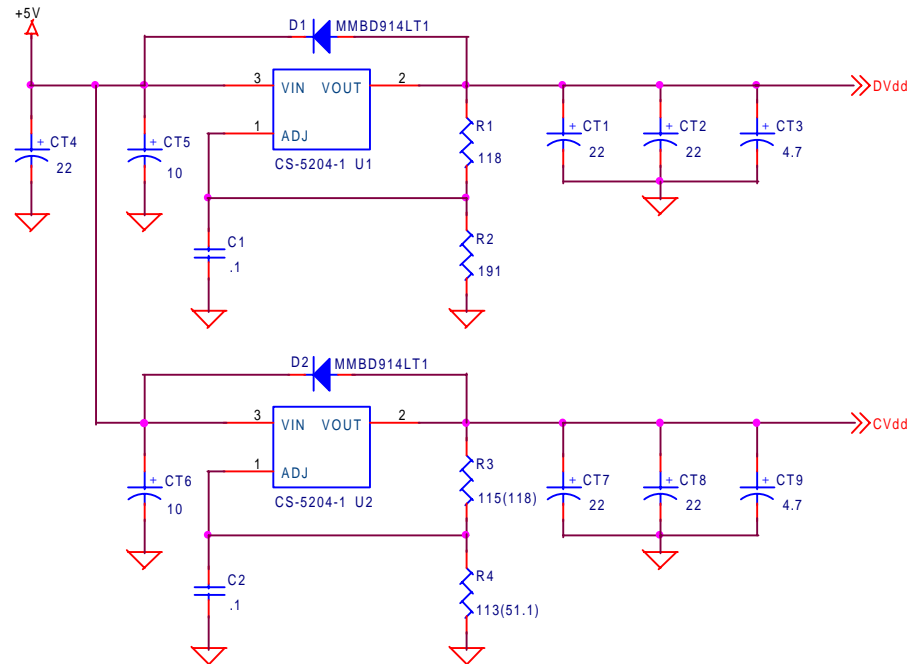 +5V
D1 MMBD914LT1
3 VIN VOUT 2
DVdd
1 ADJ
R1
118
+ CT4
22
+ CT5
10
+ CT1
22
+ CT2
22
+ CT3
4.7
CS-5204-1 U1
C1
.1
R2
191
D2 MMBD914LT1
3 VIN VOUT 2
CVdd
1 ADJ
R3
115(118)
+ CT6
10
+ CT7
22
+ CT8
22
+ CT9
4.7
CS-5204-1 U2
C2
.1
R4
113(51.1)